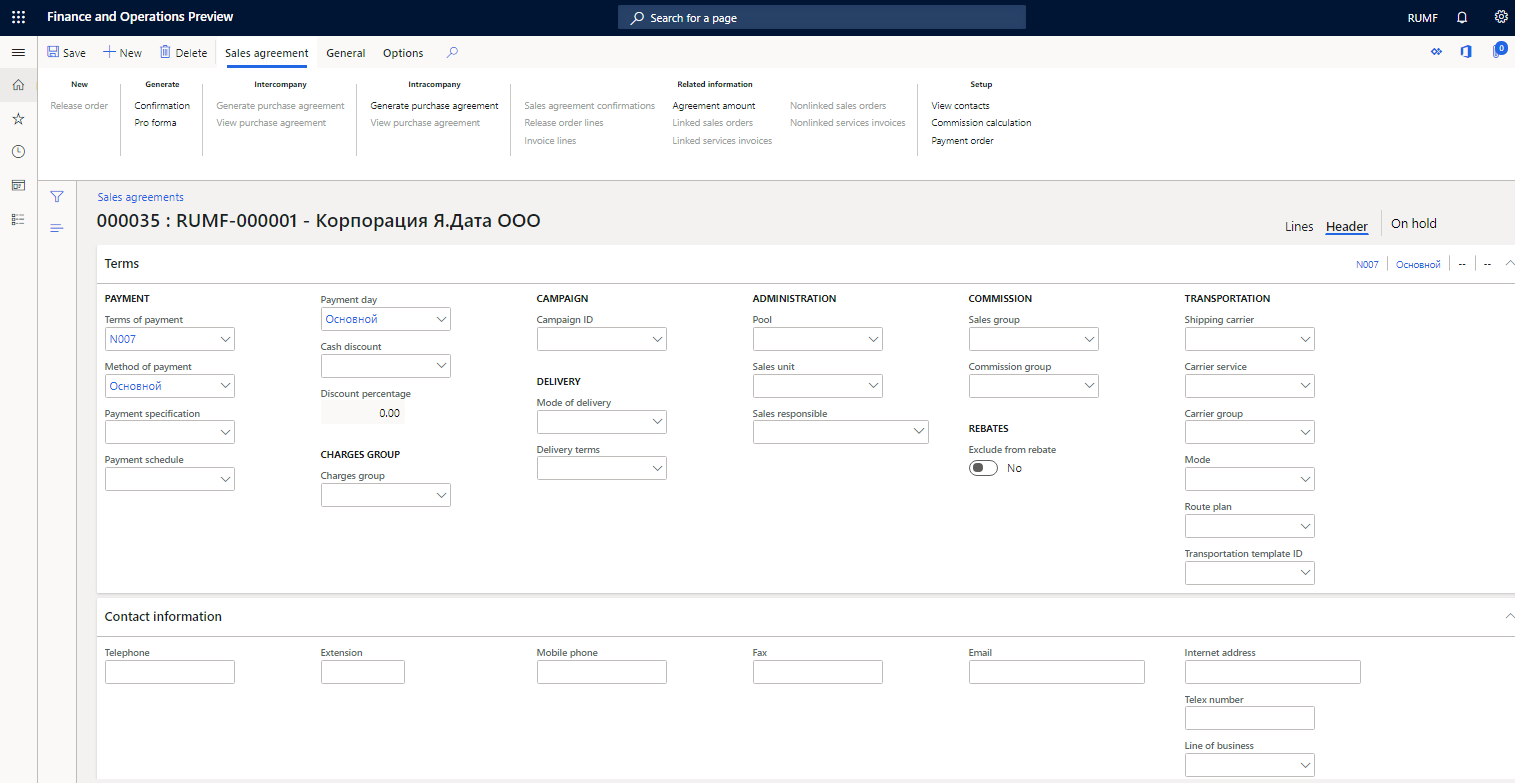 Finance and Operations Preview
Search for a page
RUMF
Save
New
Delete
Sales agreement
General
Options
0
New
Release order
Generate
Confirmation
Pro forma
Intercompany
Generate purchase agreement
View purchase agreement
Intracompany
Generate purchase agreement
View purchase agreement
Related information
Sales agreement confirmations
Release order lines
Invoice lines
Agreement amount
Linked sales orders
Linked services invoices
Nonlinked sales orders
Nonlinked services invoices
Setup
View contacts
Commission calculation
Payment order
Sales agreements
000035 : RUMF-000001 - Корпорация Я.Дата ООО
Lines
Header
On hold
Terms
N007
Основной
--
--
PAYMENT
Terms of payment
N007
Method of payment
Основной
Payment specification
Payment schedule
Payment day
Основной
Cash discount
Discount percentage
0.00
CHARGES GROUP
Charges group
CAMPAIGN
Campaign ID
DELIVERY
Mode of delivery
Delivery terms
ADMINISTRATION
Pool
Sales unit
Sales responsible
COMMISSION
Sales group
Commission group
REBATES
Exclude from rebate
No
TRANSPORTATION
Shipping carrier
Carrier service
Carrier group
Mode
Route plan
Transportation template ID
Contact information
Telephone
Extension
Mobile phone
Fax
Email
Internet address
Telex number
Line of business